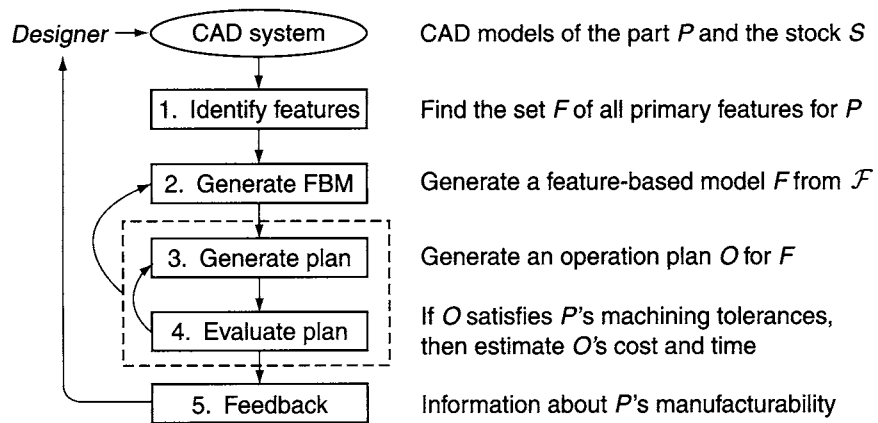 Designer
CAD system
CAD models of the part P and the stock S
1. Identify features
Find the set F of all primary features for P
2. Generate FBM
Generate a feature-based model F from ℱ
3. Generate plan
Generate an operation plan O for F
4. Evaluate plan
If O satisfies P's machining tolerances,
then estimate O's cost and time
5. Feedback
Information about P's manufacturability